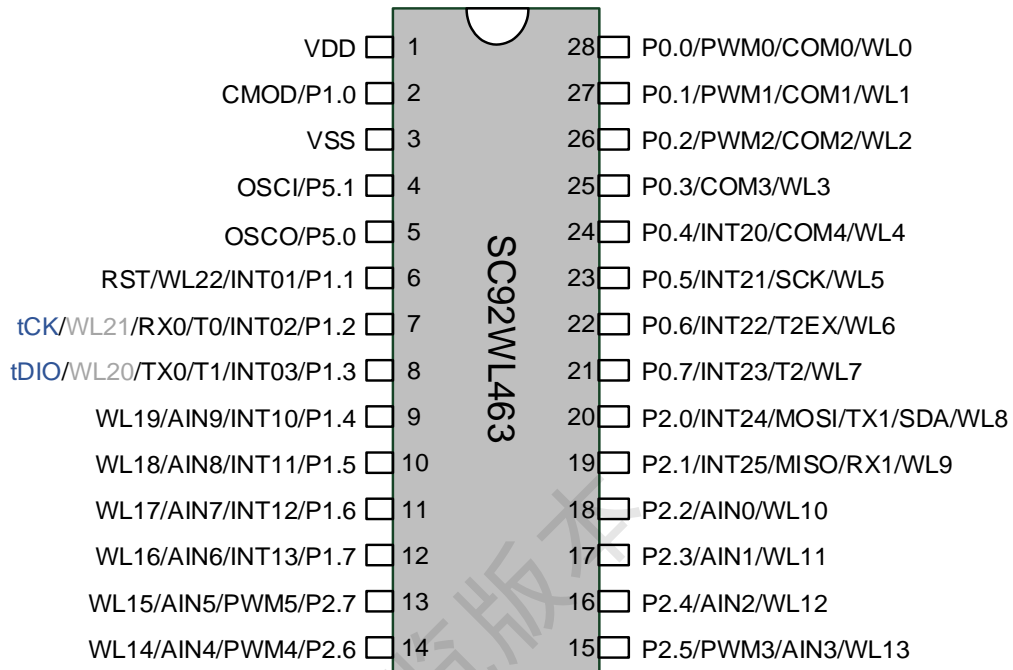 VDD 1 28 P0.0/PWM0/COM0/WL0
CMOD/P1.0 2 27 P0.1/PWM1/COM1/WL1
VSS 3 26 P0.2/PWM2/COM2/WL2
OSCI/P5.1 4 25 P0.3/COM3/WL3
OSCO/P5.0 5 24 P0.4/INT20/COM4/WL4
RST/WL22/INT01/P1.1 6 23 P0.5/INT21/SCK/WL5
tCK/WL21/RX0/T0/INT02/P1.2 7 22 P0.6/INT22/T2EX/WL6
tDIO/WL20/TX0/T1/INT03/P1.3 8 21 P0.7/INT23/T2/WL7
WL19/AIN9/INT10/P1.4 9 20 P2.0/INT24/MOSI/TX1/SDA/WL8
WL18/AIN8/INT11/P1.5 10 19 P2.1/INT25/MISO/RX1/WL9
WL17/AIN7/INT12/P1.6 11 18 P2.2/AIN0/WL10
WL16/AIN6/INT13/P1.7 12 17 P2.3/AIN1/WL11
WL15/AIN5/PWM5/P2.7 13 16 P2.4/AIN2/WL12
WL14/AIN4/PWM4/P2.6 14 15 P2.5/PWM3/AIN3/WL13
SC92WL463
版本